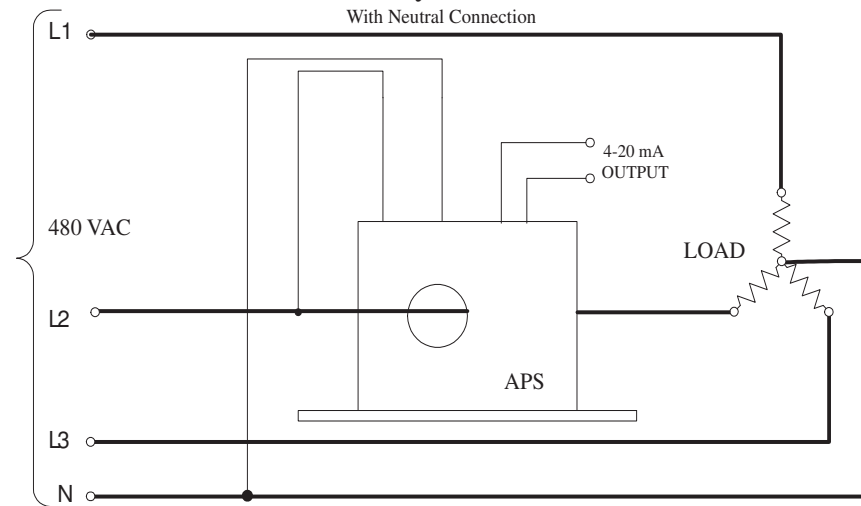 With Neutral Connection
L1
4-20 mA
OUTPUT
480 VAC
LOAD
L2
APS
L3
N